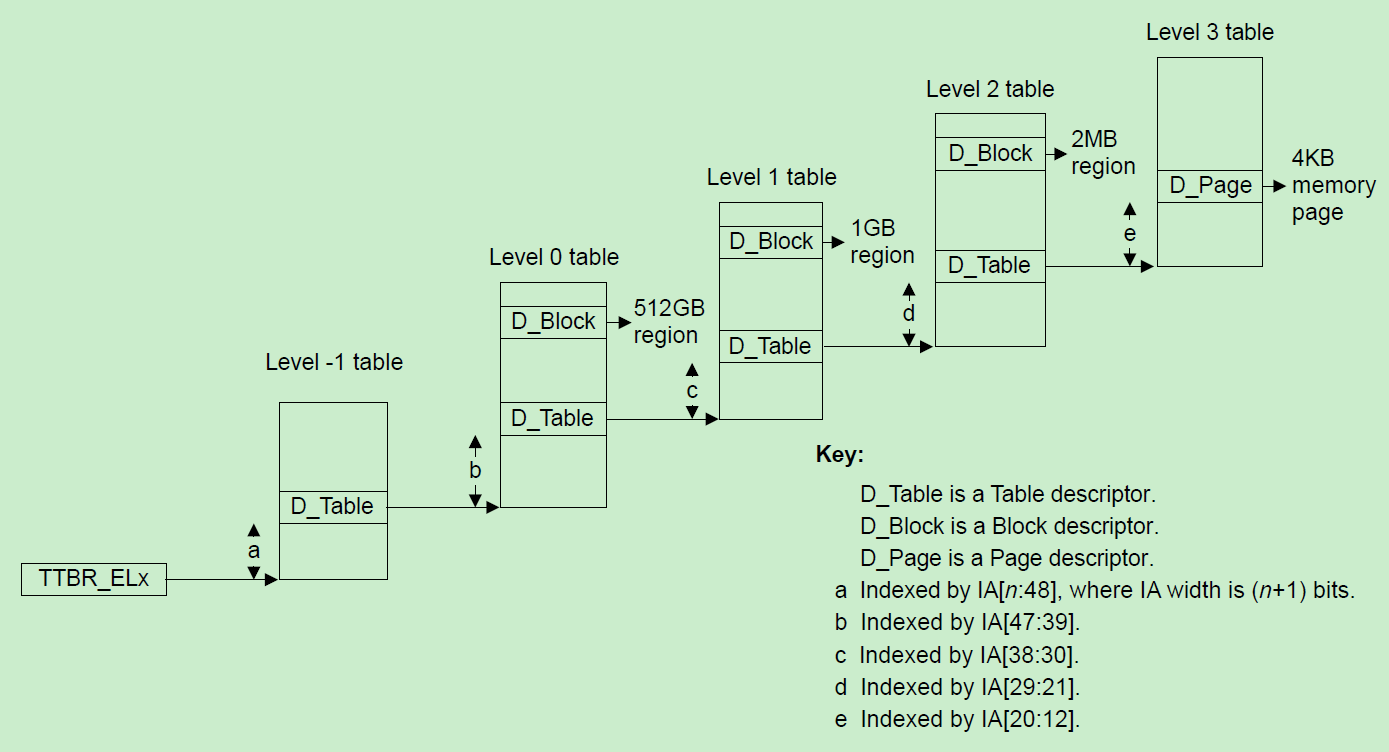 Level 3 table
Level 2 table
D_Block
2MB
region
4KB
memory
page
D_Page
Level 1 table
D_Block
1GB
region
e
D_Table
Level 0 table
D_Block
512GB
region
d
D_Table
Level -1 table
c
D_Table
b
D_Table
a
TTBR_ELx
Key:
D_Table is a Table descriptor.
D_Block is a Block descriptor.
D_Page is a Page descriptor.
a Indexed by IA[n:48], where IA width is (n+1) bits.
b Indexed by IA[47:39].
c Indexed by IA[38:30].
d Indexed by IA[29:21].
e Indexed by IA[20:12].